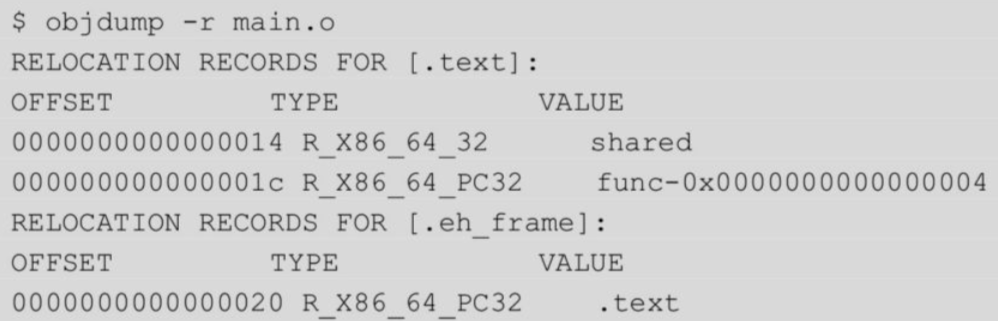 $ objdump -r main.o
RELOCATION RECORDS FOR [.text]:
OFFSET TYPE VALUE
0000000000000014 R_X86_64_32 shared
000000000000001c R_X86_64_PC32 func-0x0000000000000004
RELOCATION RECORDS FOR [.eh_frame]:
OFFSET TYPE VALUE
0000000000000020 R_X86_64_PC32 .text